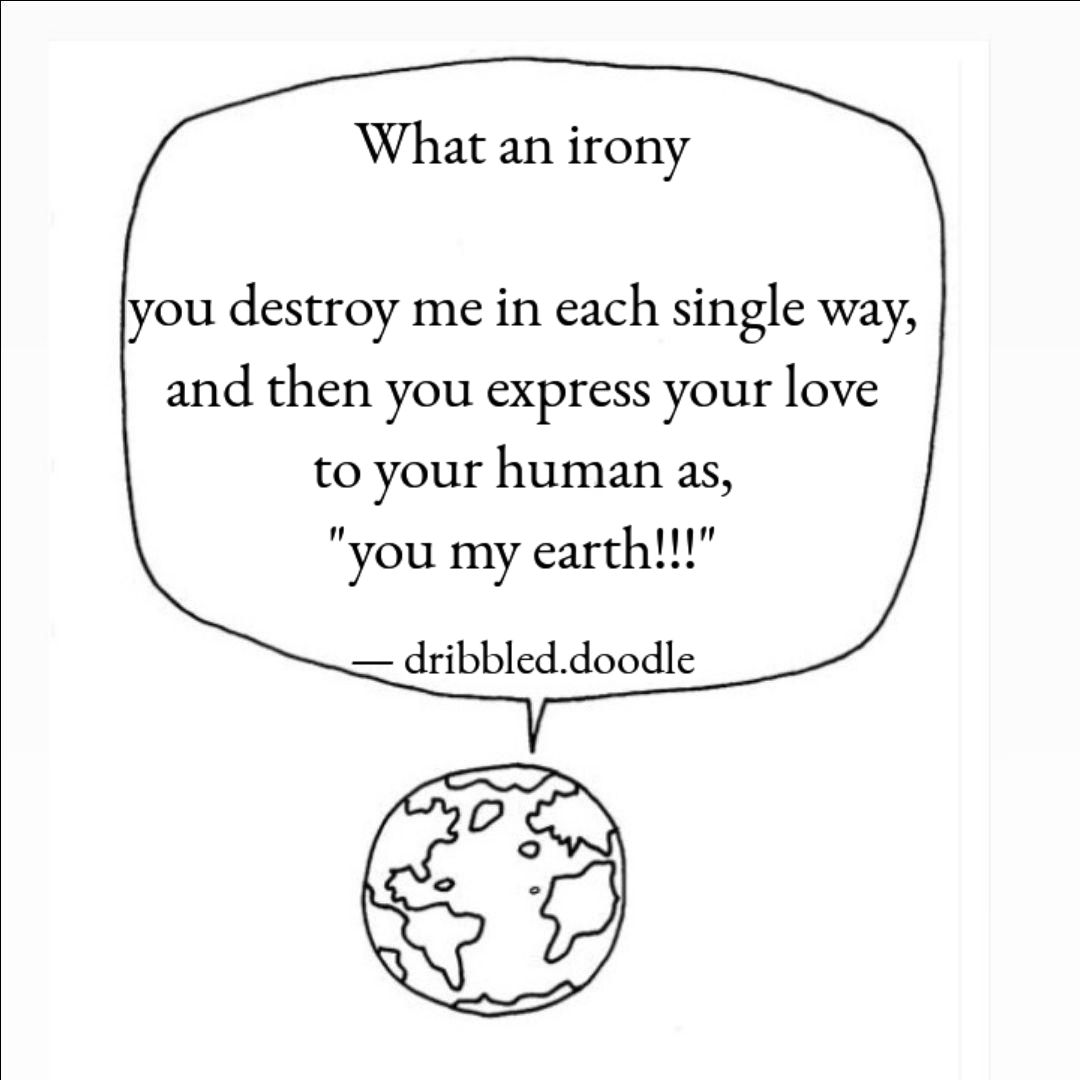 What an irony
you destroy me in each single way,
and then you express your love
to your human as,
"you my earth!!!"
— dribbled.doodle